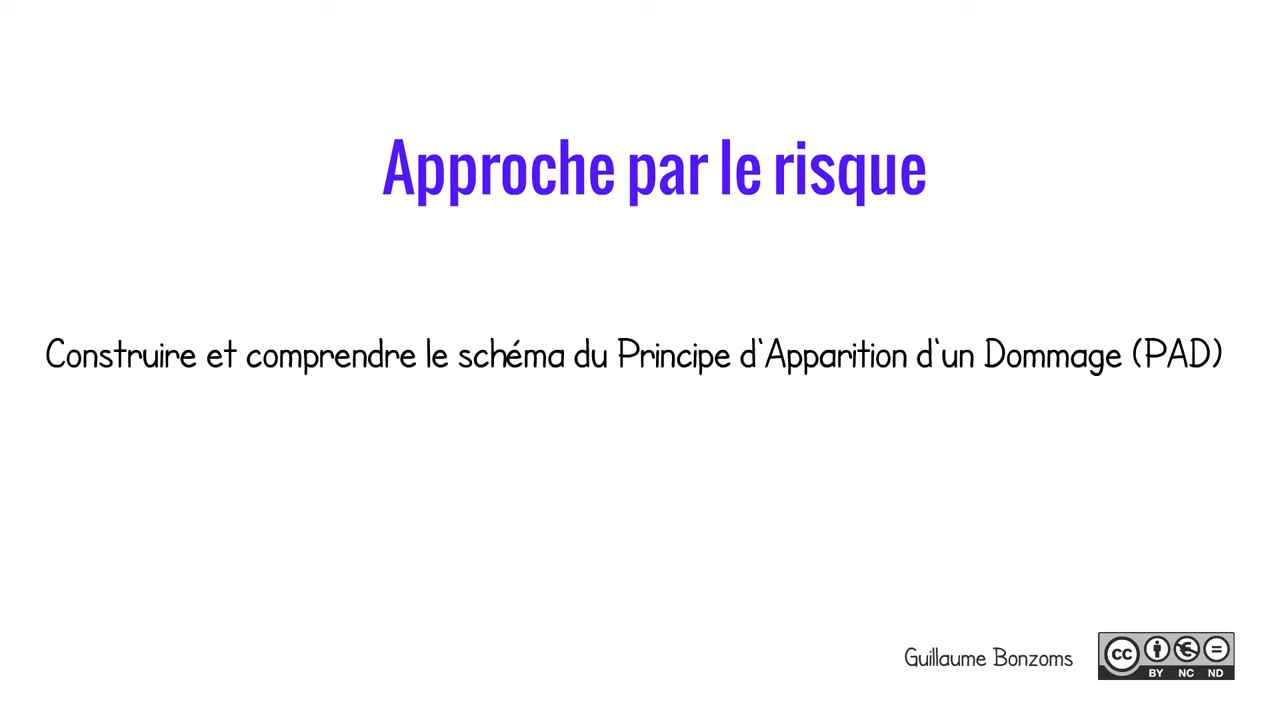 Approche par le risque
Construire et comprendre le schéma du Principe d'Apparition d'un Dommage (PAD)
Guillaume Bonzoms
cc
BY NC ND